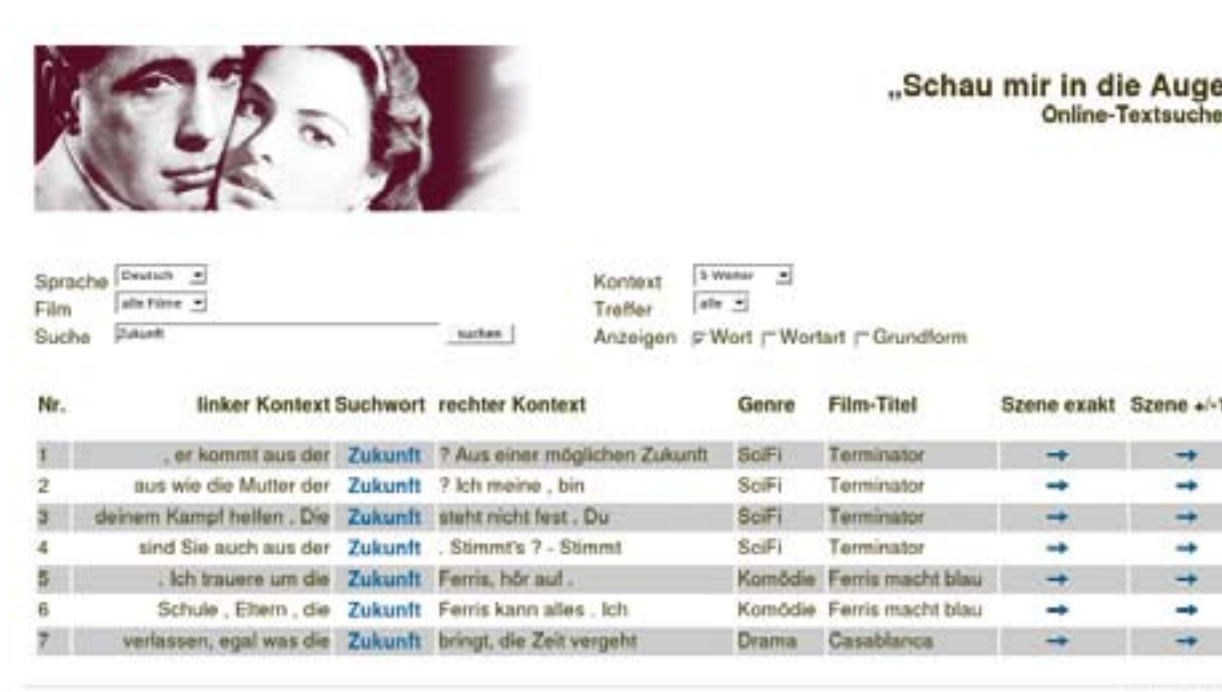 „Schau mir in die Auge
Online-Textsuche
Sprache Deutsch Kontext 5 Wörter
Film alle Filme Treffer alle
Suche Zukunft suchen Anzeigen Wort Wortart Grundform
Nr. linker Kontext Suchwort rechter Kontext Genre Film-Titel Szene exakt Szene +/-1
1 , er kommt aus der Zukunft ? Aus einer möglichen Zukunft SciFi Terminator → →
2 aus wie die Mutter der Zukunft ? Ich meine , bin SciFi Terminator → →
3 deinem Kampf helfen . Die Zukunft steht nicht fest . Du SciFi Terminator → →
4 sind Sie auch aus der Zukunft . Stimmt's ? - Stimmt SciFi Terminator → →
5 . Ich trauere um die Zukunft Ferris, hör auf . Komödie Ferris macht blau → →
6 Schule , Eltern , die Zukunft Ferris kann alles . Ich Komödie Ferris macht blau → →
7 verlassen, egal was die Zukunft bringt, die Zeit vergeht Drama Casablanca → →